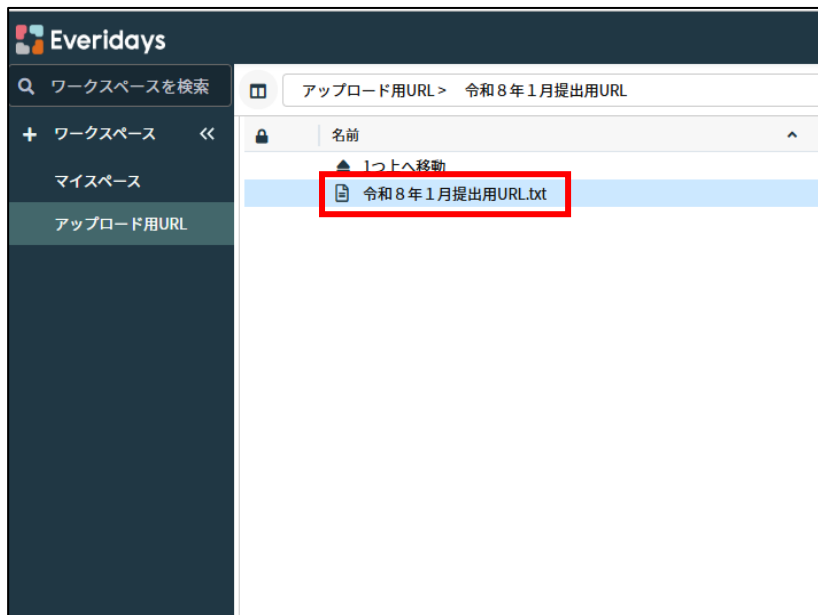 Everidays
ワークスペースを検索
ワークスペース
マイスペース
アップロード用URL
アップロード用URL > 令和８年１月提出用URL
名前
1つ上へ移動
令和８年１月提出用URL.txt